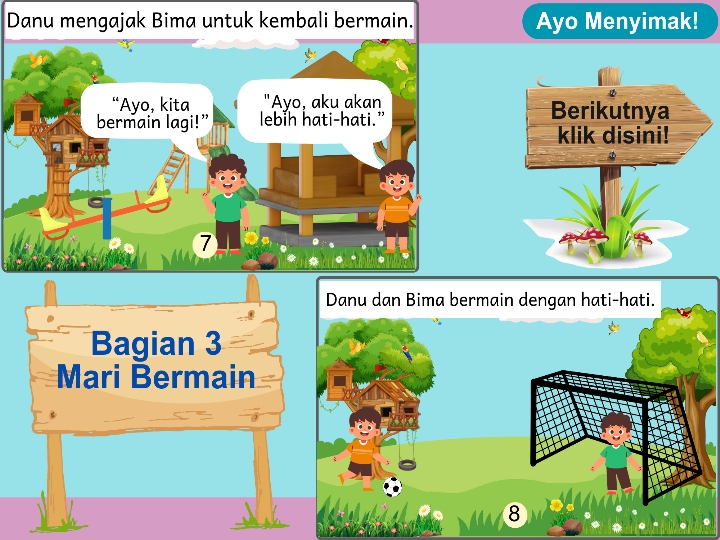 Danu mengajak Bima untuk kembali bermain.
Ayo Menyimak!
“Ayo, kita
bermain lagi!”
"Ayo, aku akan
lebih hati-hati.”
7
Berikutnya
klik disini!
Bagian 3
Mari Bermain
Danu dan Bima bermain dengan hati-hati.
8